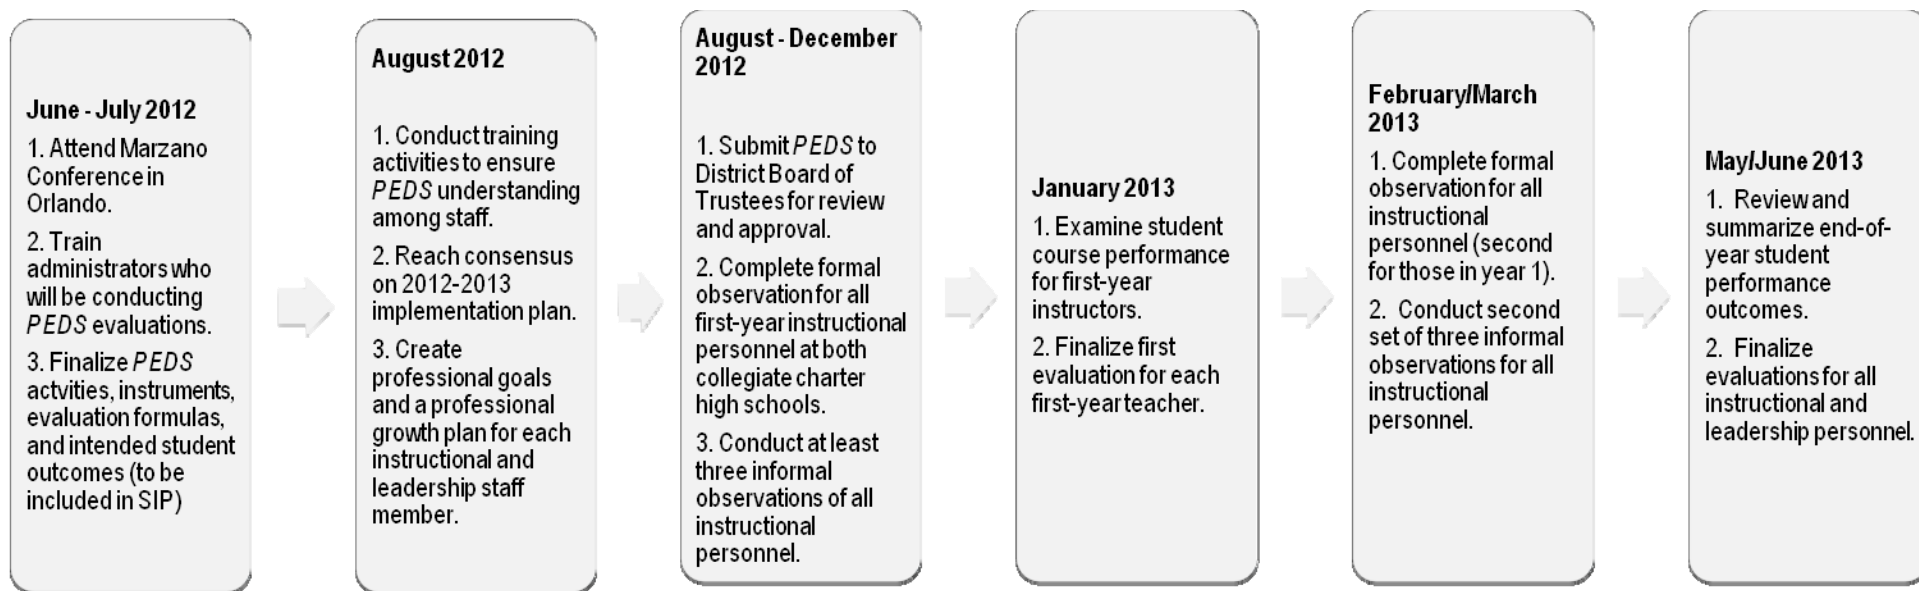 June - July 2012
1. Attend Marzano
Conference in
Orlando.
2. Train
administrators who
will be conducting
PEDS evaluations.
3. Finalize PEDS
actvities, instruments,
evaluation formulas,
and intended student
outcomes (to be
included in SIP)
August 2012
1. Conduct training
activities to ensure
PEDS understanding
among staff.
2. Reach consensus
on 2012-2013
implementation plan.
3. Create
professional goals
and a professional
growth plan for each
instructional and
leadership staff
member.
August - December
2012
1. Submit PEDS to
District Board of
Trustees for review
and approval.
2. Complete formal
observation for all
first-year instructional
personnel at both
collegiate charter
high schools.
3. Conduct at least
three informal
observations of all
instructional
personnel.
January 2013
1. Examine student
course performance
for first-year
instructors.
2. Finalize first
evaluation for each
first-year teacher.
February/March
2013
1. Complete formal
observation for all
instructional
personnel (second
for those in year 1).
2. Conduct second
set of three informal
observations for all
instructional
personnel.
May/June 2013
1. Review and
summarize end-of-
year student
performance
outcomes.
2. Finalize
evaluations for all
instructional and
leadership personnel.